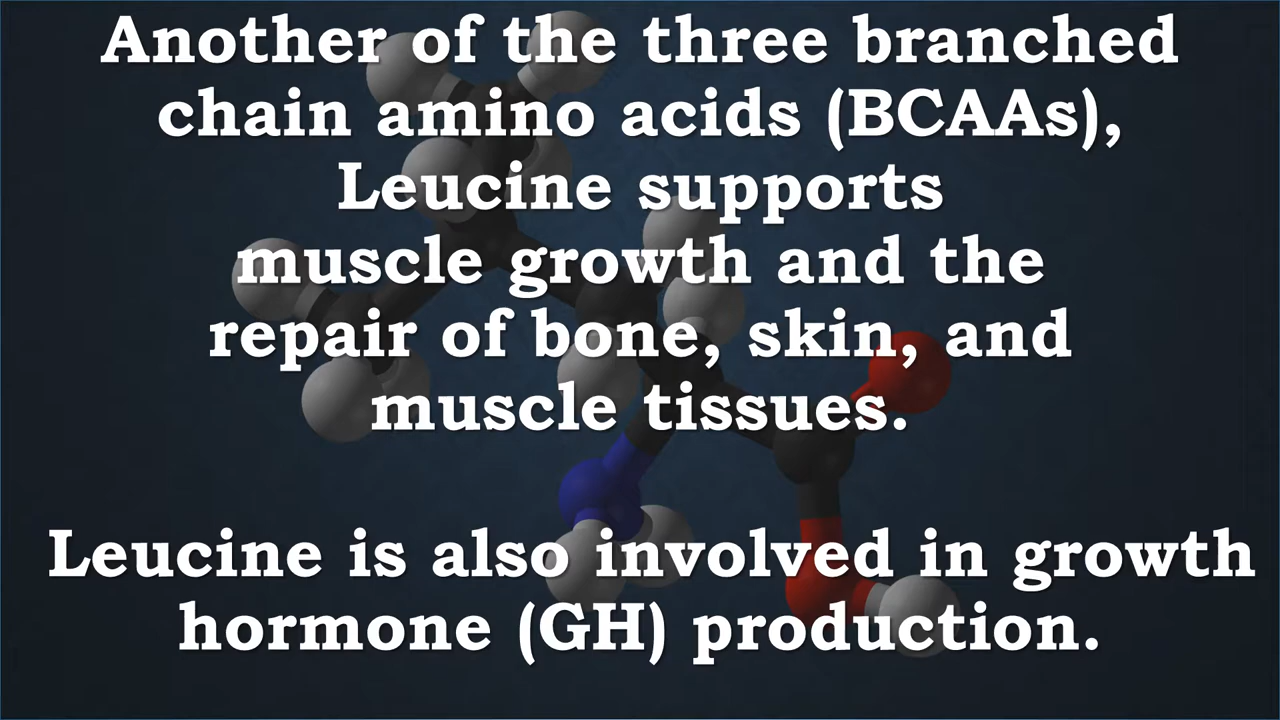 Another of the three branched
chain amino acids (BCAAs),
Leucine supports
muscle growth and the
repair of bone, skin, and
muscle tissues.
Leucine is also involved in growth
hormone (GH) production.